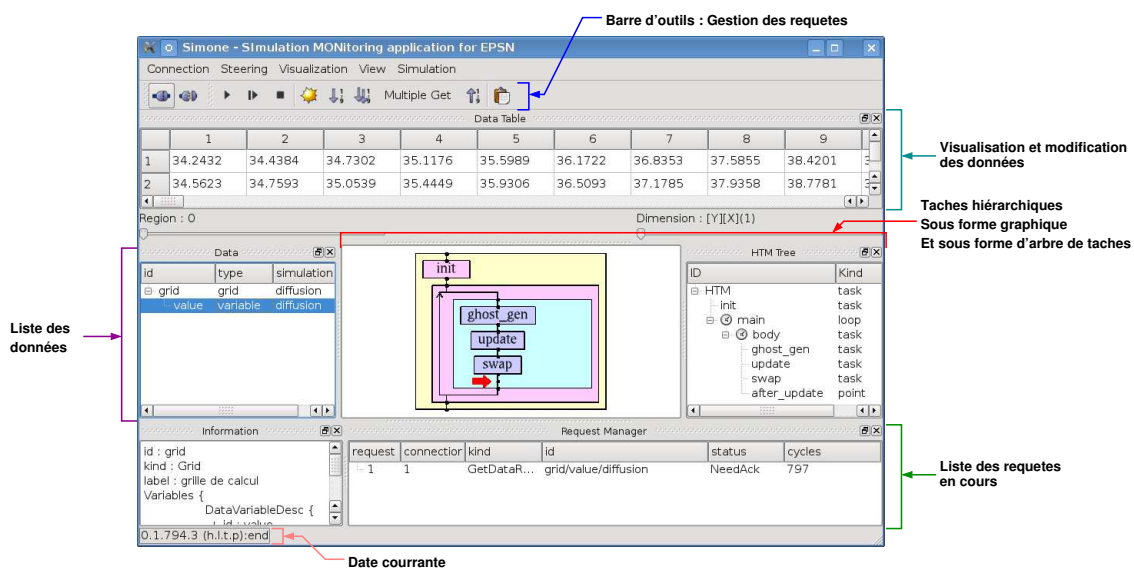 Barre d'outils : Gestion des requetes
Simone - SImulation MONitoring application for EPSN
Connection Steering Visualization View Simulation
Multiple Get
Data Table
1 2 3 4 5 6 7 8 9
1 34.2432 34.4384 34.7302 35.1176 35.5989 36.1722 36.8353 37.5855 38.4201
2 34.5623 34.7593 35.0539 35.4449 35.9306 36.5093 37.1785 37.9358 38.7781
Visualisation et modification
des données
Region : 0 Dimension : [Y][X](1)
Taches hiérarchiques
Sous forme graphique
Et sous forme d'arbre de taches
Data
id type simulation
grid grid diffusion
value variable diffusion
Liste des
données
init
ghost_gen
update
swap
HTM Tree
ID Kind
HTM task
init task
main loop
body task
ghost_gen task
update task
swap task
after_update point
Information
id : grid
kind : Grid
label : grille de calcul
Variables {
DataVariableDesc {
id : value
Request Manager
request connection kind id status cycles
1 1 GetDataR... grid/value/diffusion NeedAck 797
Liste des requetes
en cours
0.1.794.3 (h.l.t.p):end
Date courrante